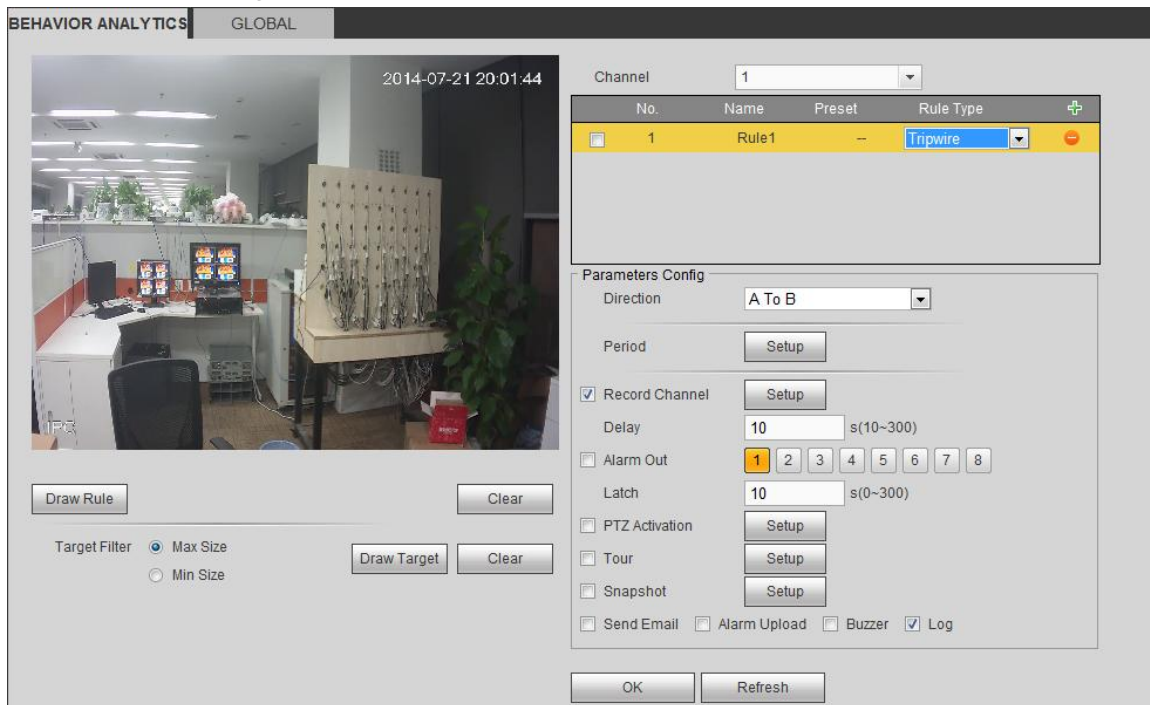 BEHAVIOR ANALYTICS GLOBAL
2014-07-21 20:01:44
IPC
Draw Rule Clear
Target Filter Max Size Draw Target Clear
Min Size
Channel 1
No. Name Preset Rule Type
1 Rule1 -- Tripwire
Parameters Config
Direction A To B
Period Setup
Record Channel Setup
Delay 10 s(10~300)
Alarm Out 1 2 3 4 5 6 7 8
Latch 10 s(0~300)
PTZ Activation Setup
Tour Setup
Snapshot Setup
Send Email Alarm Upload Buzzer Log
OK Refresh